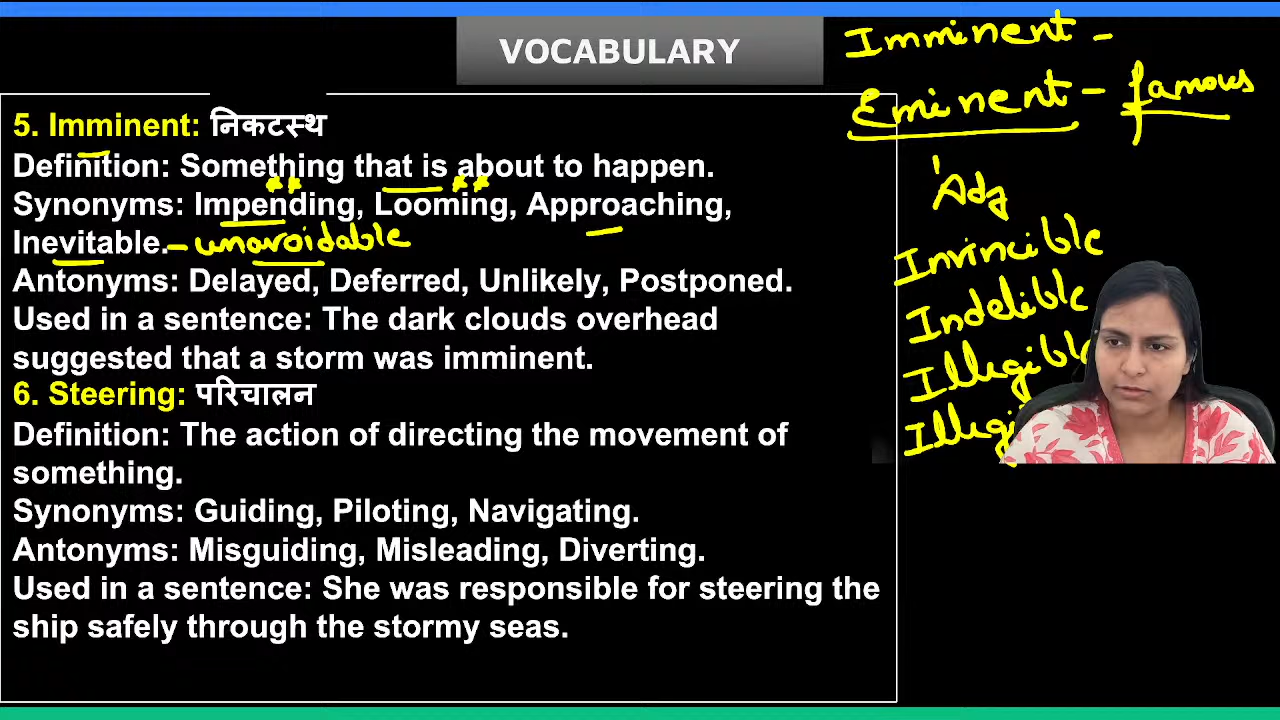 VOCABULARY
Imminent -
Eminent - famous
Adj
Invincible
Indelible
5. Imminent: निकटस्थ
Definition: Something that is about to happen.
Synonyms: Impending, Looming, Approaching,
Inevitable. - unavoidable
Antonyms: Delayed, Deferred, Unlikely, Postponed.
Used in a sentence: The dark clouds overhead
suggested that a storm was imminent.
6. Steering: परिचालन
Definition: The action of directing the movement of
something.
Synonyms: Guiding, Piloting, Navigating.
Antonyms: Misguiding, Misleading, Diverting.
Used in a sentence: She was responsible for steering the
ship safely through the stormy seas.